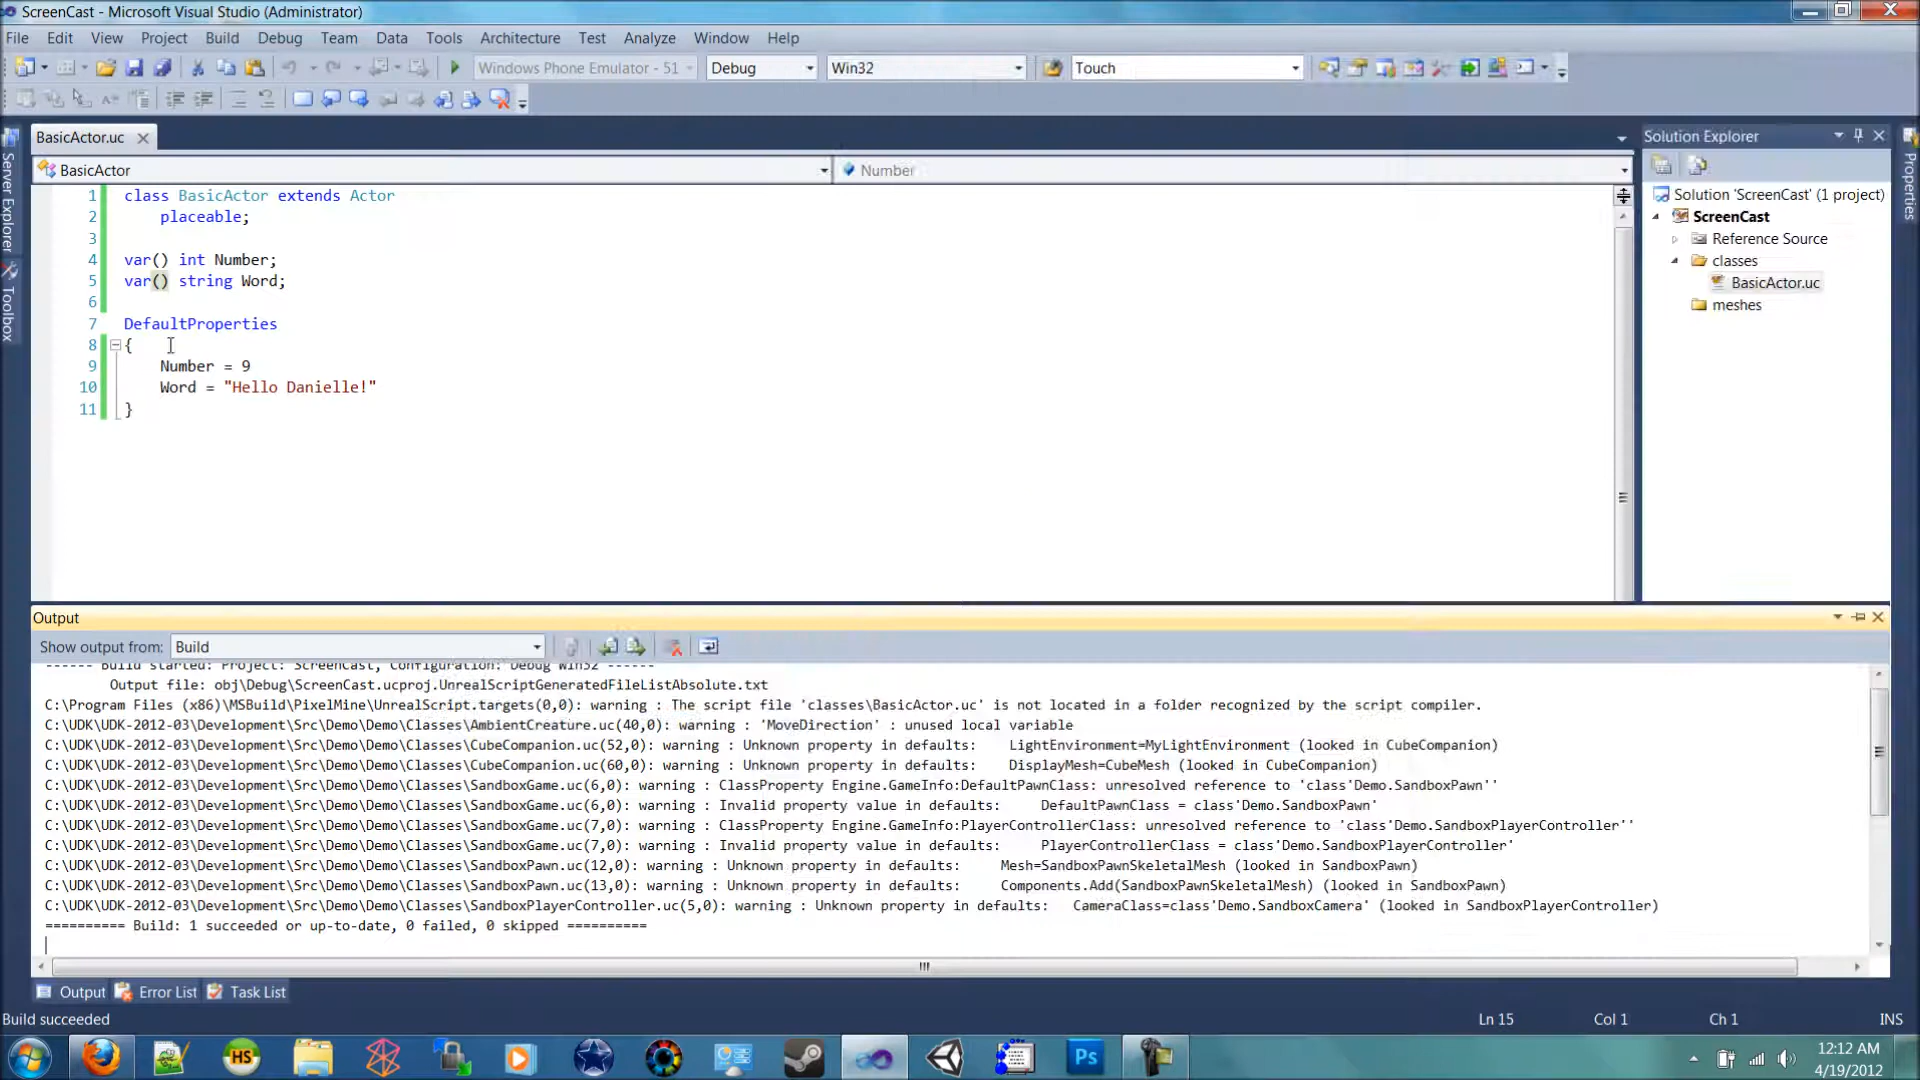 ScreenCast - Microsoft Visual Studio (Administrator)
File Edit View Project Build Debug Team Data Tools Architecture Test Analyze Window Help
Windows Phone Emulator - 51 Debug Win32 Touch
BasicActor.uc
BasicActor Number
1 class BasicActor extends Actor
2 placeable;
3
4 var() int Number;
5 var() string Word;
6
7 DefaultProperties
8 {
9 Number = 9
10 Word = "Hello Danielle!"
11 }
Server Explorer
Toolbox
Solution Explorer
Solution 'ScreenCast' (1 project)
ScreenCast
Reference Source
classes
BasicActor.uc
meshes
Properties
Output
Show output from: Build
------ Build started: Project: ScreenCast, Configuration: Debug Win32 ------
Output file: obj\Debug\ScreenCast.ucproj.UnrealScriptGeneratedFileListAbsolute.txt
C:\Program Files (x86)\MSBuild\PixelMine\UnrealScript.targets(0,0): warning : The script file 'classes\BasicActor.uc' is not located in a folder recognized by the script compiler.
C:\UDK\UDK-2012-03\Development\Src\Demo\Demo\Classes\AmbientCreature.uc(40,0): warning : 'MoveDirection' : unused local variable
C:\UDK\UDK-2012-03\Development\Src\Demo\Demo\Classes\CubeCompanion.uc(52,0): warning : Unknown property in defaults: LightEnvironment=MyLightEnvironment (looked in CubeCompanion)
C:\UDK\UDK-2012-03\Development\Src\Demo\Demo\Classes\CubeCompanion.uc(60,0): warning : Unknown property in defaults: DisplayMesh=CubeMesh (looked in CubeCompanion)
C:\UDK\UDK-2012-03\Development\Src\Demo\Demo\Classes\SandboxGame.uc(6,0): warning : ClassProperty Engine.GameInfo:DefaultPawnClass: unresolved reference to 'class'Demo.SandboxPawn''
C:\UDK\UDK-2012-03\Development\Src\Demo\Demo\Classes\SandboxGame.uc(6,0): warning : Invalid property value in defaults: DefaultPawnClass = class'Demo.SandboxPawn'
C:\UDK\UDK-2012-03\Development\Src\Demo\Demo\Classes\SandboxGame.uc(7,0): warning : ClassProperty Engine.GameInfo:PlayerControllerClass: unresolved reference to 'class'Demo.SandboxPlayerController''
C:\UDK\UDK-2012-03\Development\Src\Demo\Demo\Classes\SandboxGame.uc(7,0): warning : Invalid property value in defaults: PlayerControllerClass = class'Demo.SandboxPlayerController'
C:\UDK\UDK-2012-03\Development\Src\Demo\Demo\Classes\SandboxPawn.uc(12,0): warning : Unknown property in defaults: Mesh=SandboxPawnSkeletalMesh (looked in SandboxPawn)
C:\UDK\UDK-2012-03\Development\Src\Demo\Demo\Classes\SandboxPawn.uc(13,0): warning : Unknown property in defaults: Components.Add(SandboxPawnSkeletalMesh) (looked in SandboxPawn)
C:\UDK\UDK-2012-03\Development\Src\Demo\Demo\Classes\SandboxPlayerController.uc(5,0): warning : Unknown property in defaults: CameraClass=class'Demo.SandboxCamera' (looked in SandboxPlayerController)
========== Build: 1 succeeded or up-to-date, 0 failed, 0 skipped ==========
Output Error List Task List
Build succeeded Ln 15 Col 1 Ch 1 INS
HS Ps
12:12 AM
4/19/2012